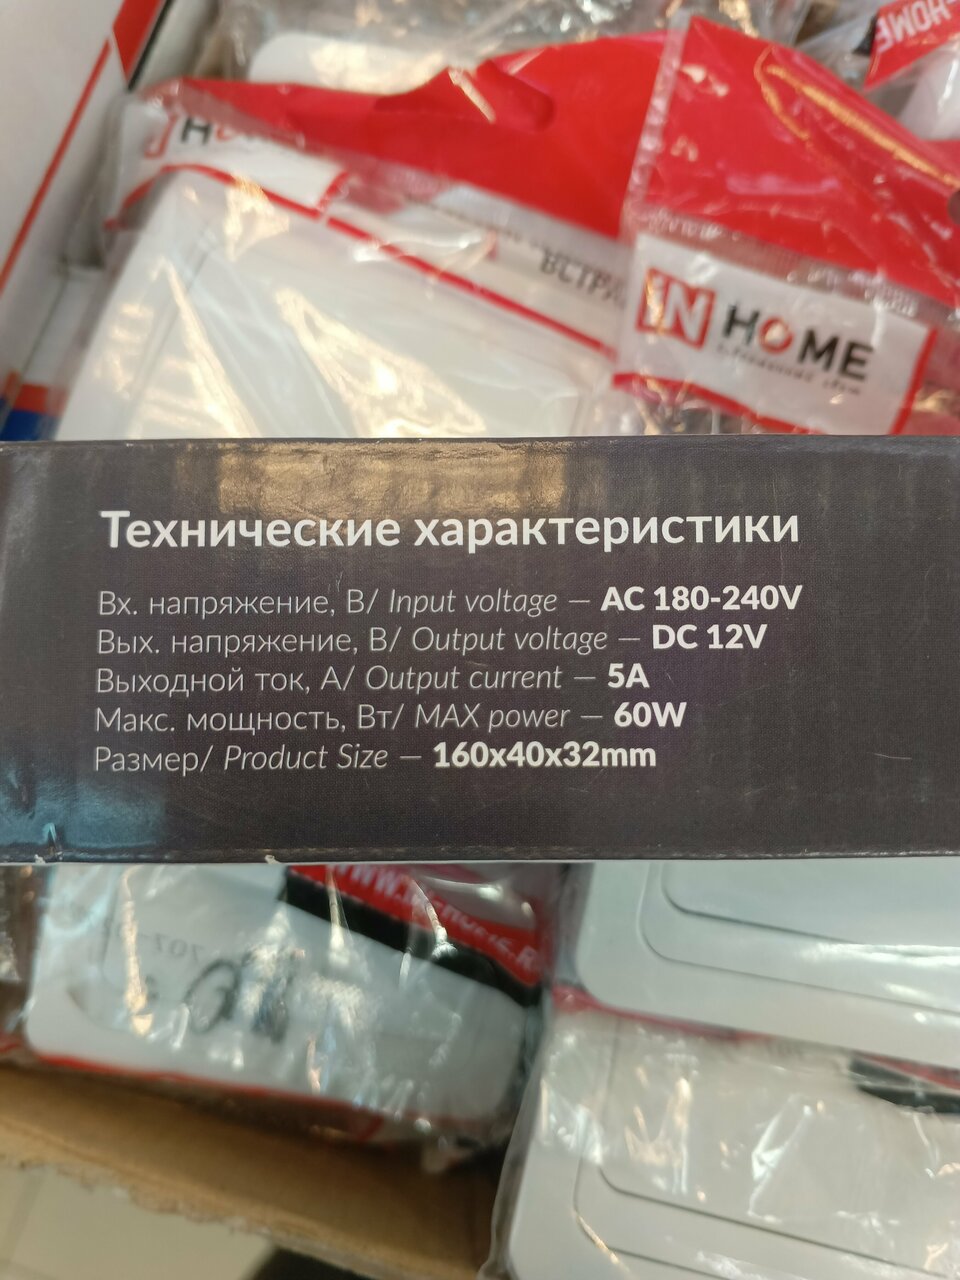 IN HOME
Технические характеристики
Вх. напряжение, В/ Input voltage — AC 180-240V
Вых. напряжение, В/ Output voltage — DC 12V
Выходной ток, А/ Output current — 5A
Макс. мощность, Вт/ MAX power — 60W
Размер/ Product Size — 160x40x32mm